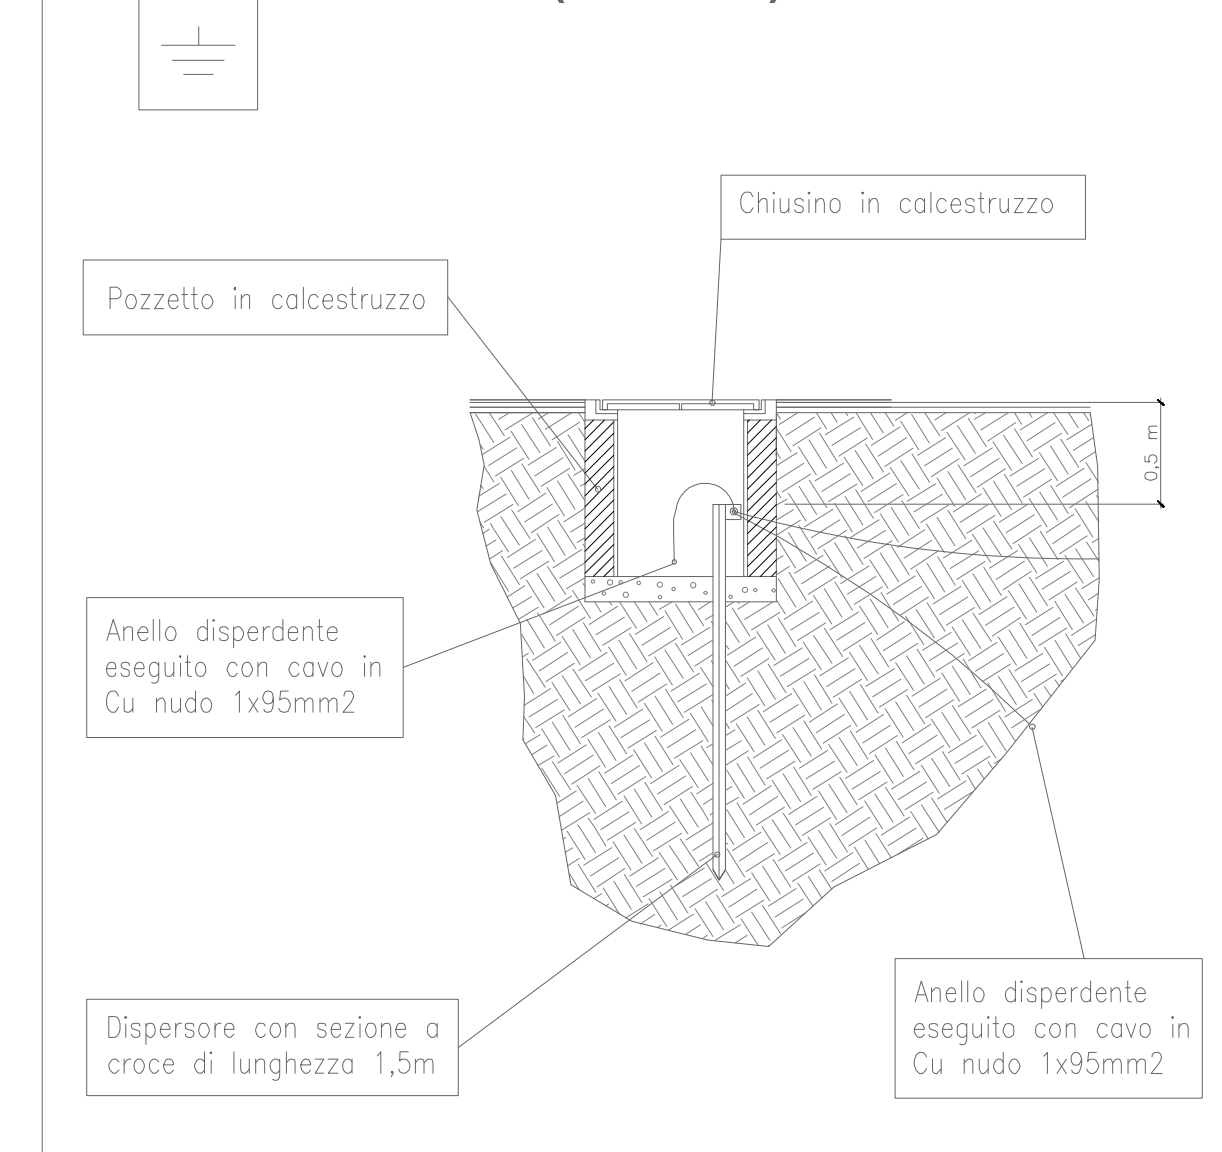 Chiusino in calcestruzzo
Pozzetto in calcestruzzo
0,5 m
Anello disperdente
eseguito con cavo in
Cu nudo 1x95mm2
Anello disperdente
eseguito con cavo in
Cu nudo 1x95mm2
Dispersore con sezione a
croce di lunghezza 1,5m